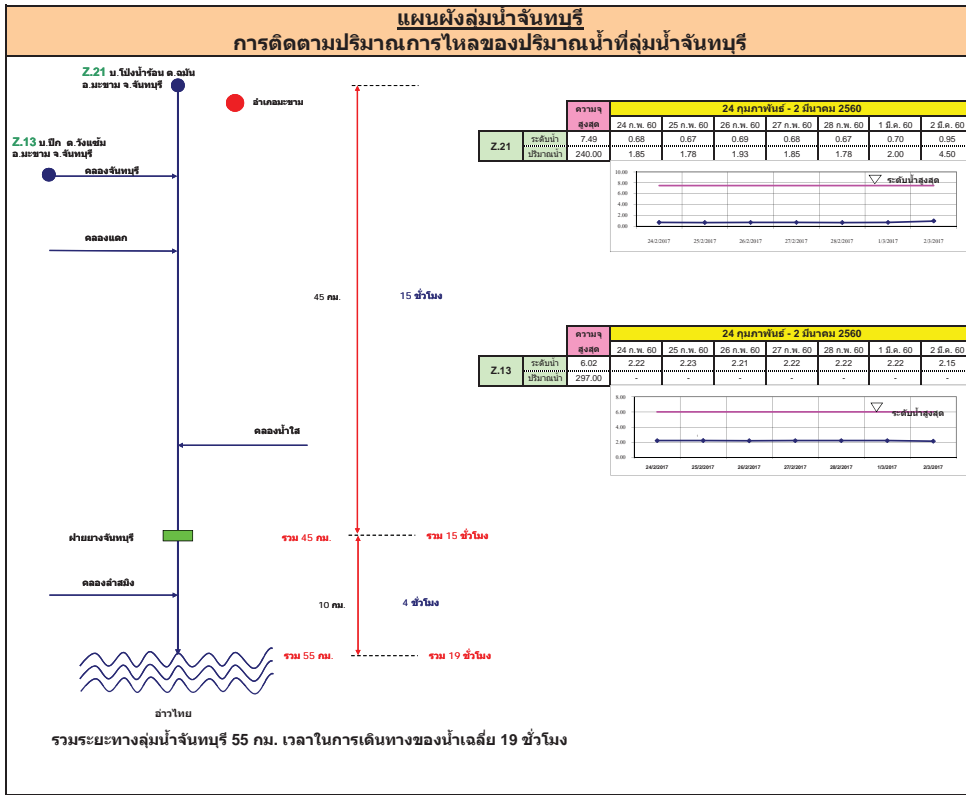 แผนผังลุ่มน้ำจันทบุรี
การติดตามปริมาณการไหลของปริมาณน้ำที่ลุ่มน้ำจันทบุรี
Z.21 บ.โป่งน้ำร้อน ต.ฉมัน
อ.มะขาม จ.จันทบุรี
อำเภอมะขาม
Z.13 บ.ปึก ต.วังแซ้ม
อ.มะขาม จ.จันทบุรี
คลองจันทบุรี
คลองแตก
45 กม. 15 ชั่วโมง
คลองน้ำใส
ฝายยางจันทบุรี รวม 45 กม. รวม 15 ชั่วโมง
คลองลำสมิง
10 กม. 4 ชั่วโมง
รวม 55 กม. รวม 19 ชั่วโมง
อ่าวไทย
รวมระยะทางลุ่มน้ำจันทบุรี 55 กม. เวลาในการเดินทางของน้ำเฉลี่ย 19 ชั่วโมง
ความจุ 24 กุมภาพันธ์ - 2 มีนาคม 2560
สูงสุด 24 ก.พ. 60 25 ก.พ. 60 26 ก.พ. 60 27 ก.พ. 60 28 ก.พ. 60 1 มี.ค. 60 2 มี.ค. 60
Z.21 ระดับน้ำ 7.49 0.68 0.67 0.69 0.68 0.67 0.70 0.95
ปริมาณน้ำ 240.00 1.85 1.78 1.93 1.85 1.78 2.00 4.50
10.00
8.00
6.00
4.00
2.00
0.00
ระดับน้ำสูงสุด
24/2/2017 25/2/2017 26/2/2017 27/2/2017 28/2/2017 1/3/2017 2/3/2017
ความจุ 24 กุมภาพันธ์ - 2 มีนาคม 2560
สูงสุด 24 ก.พ. 60 25 ก.พ. 60 26 ก.พ. 60 27 ก.พ. 60 28 ก.พ. 60 1 มี.ค. 60 2 มี.ค. 60
Z.13 ระดับน้ำ 6.02 2.22 2.23 2.21 2.22 2.22 2.22 2.15
ปริมาณน้ำ 297.00 - - - - - - -
8.00
6.00
4.00
2.00
0.00
ระดับน้ำสูงสุด
24/2/2017 25/2/2017 26/2/2017 27/2/2017 28/2/2017 1/3/2017 2/3/2017